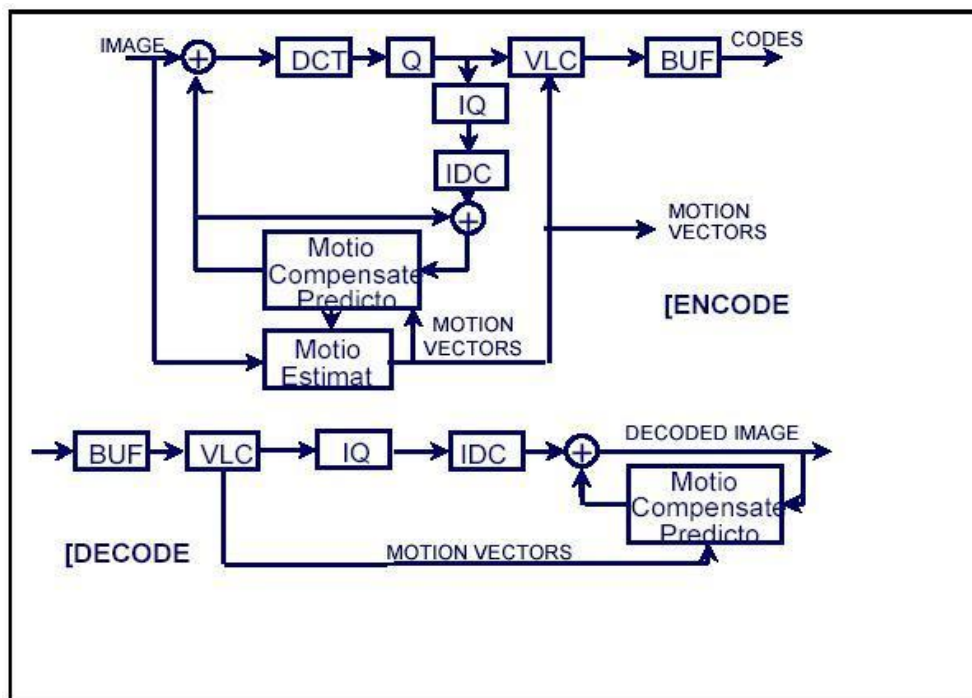 IMAGE
CODES
+ DCT Q VLC BUF
IQ
IDC
+
MOTION
VECTORS
Motio
Compensate
Predicto
[ENCODE
MOTION
VECTORS
Motio
Estimat
DECODED IMAGE
BUF VLC IQ IDC +
Motio
Compensate
Predicto
[DECODE
MOTION VECTORS